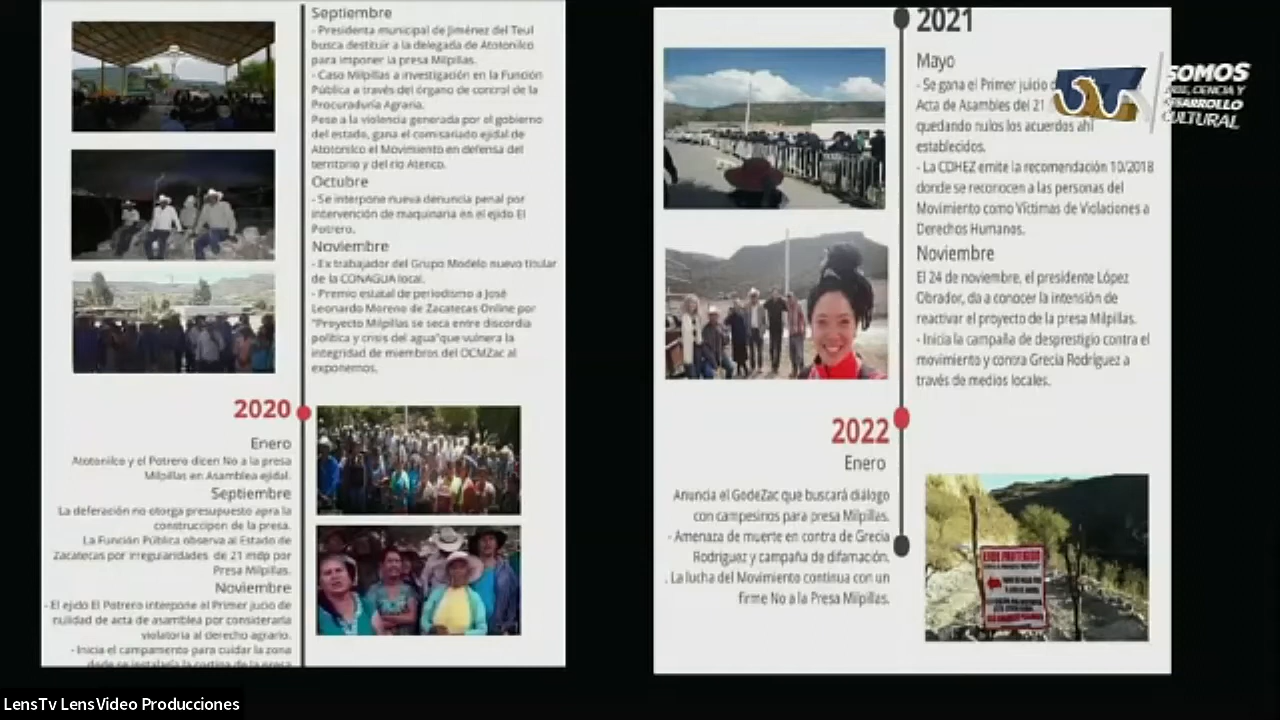 Septiembre
- Presidenta municipal de Jiménez del Teul
busca destituir a la delegada de Atotonilco
para imponer la presa Milpillas.
- Caso Milpillas a investigación en la Función
Pública a través del órgano de control de la
Procuraduría Agraria.
Pese a la violencia generada por el gobierno
del estado, gana el comisariado ejidal de
Atotonilco el Movimiento en defensa del
territorio y del río Atenco.
Octubre
- Se interpone nueva denuncia penal por
intervención de maquinaria en el ejido El
Potrero.
Noviembre
- Ex trabajador del Grupo Modelo nuevo titular
de la CONAGUA local.
- Premio estatal de periodismo a José
Leonardo Moreno de Zacatecas Online por
"Proyecto Milpillas se seca entre discordia
política y crisis del agua"que vulnera la
integridad de miembros del OCMZac al
exponernos.
2020
Enero
Atotonilco y el Potrero dicen No a la presa
Milpillas en Asamblea ejidal.
Septiembre
La deferación no otorga presupuesto apra la
construccipon de la presa.
La Función Pública observa al Estado de
Zacatecas por irregularidades de 21 mdp por
Presa Milpillas.
Noviembre
- El ejido El Potrero interpone el Primer jucio de
nulidad de acta de asamblea por considerarla
violatoria al derecho agrario.
- Inicia el campamento para cuidar la zona
dode se instalaría la cortina de la presa
2021
Mayo
- Se gana el Primer juicio
Acta de Asambles del 21
quedando nulos los acuerdos ahí
establecidos.
- La CDHEZ emite la recomendación 10/2018
donde se reconocen a las personas del
Movimiento como Víctimas de Violaciones a
Derechos Humanos.
Noviembre
El 24 de noviembre, el presidente López
Obrador, da a conocer la intensión de
reactivar el proyecto de la presa Milpillas.
- Inicia la campaña de desprestigio contra el
movimiento y contra Grecia Rodríguez a
través de medios locales.
2022
Enero
Anuncia el GodeZac que buscará diálogo
con campesinos para presa Milpillas.
- Amenaza de muerte en contra de Grecia
Rodriguez y campaña de difamación.
. La lucha del Movimiento continua con un
firme No a la Presa Milpillas.
SOMOS
ARTE, CIENCIA Y
DESARROLLO
CULTURAL
LensTv LensVideo Producciones